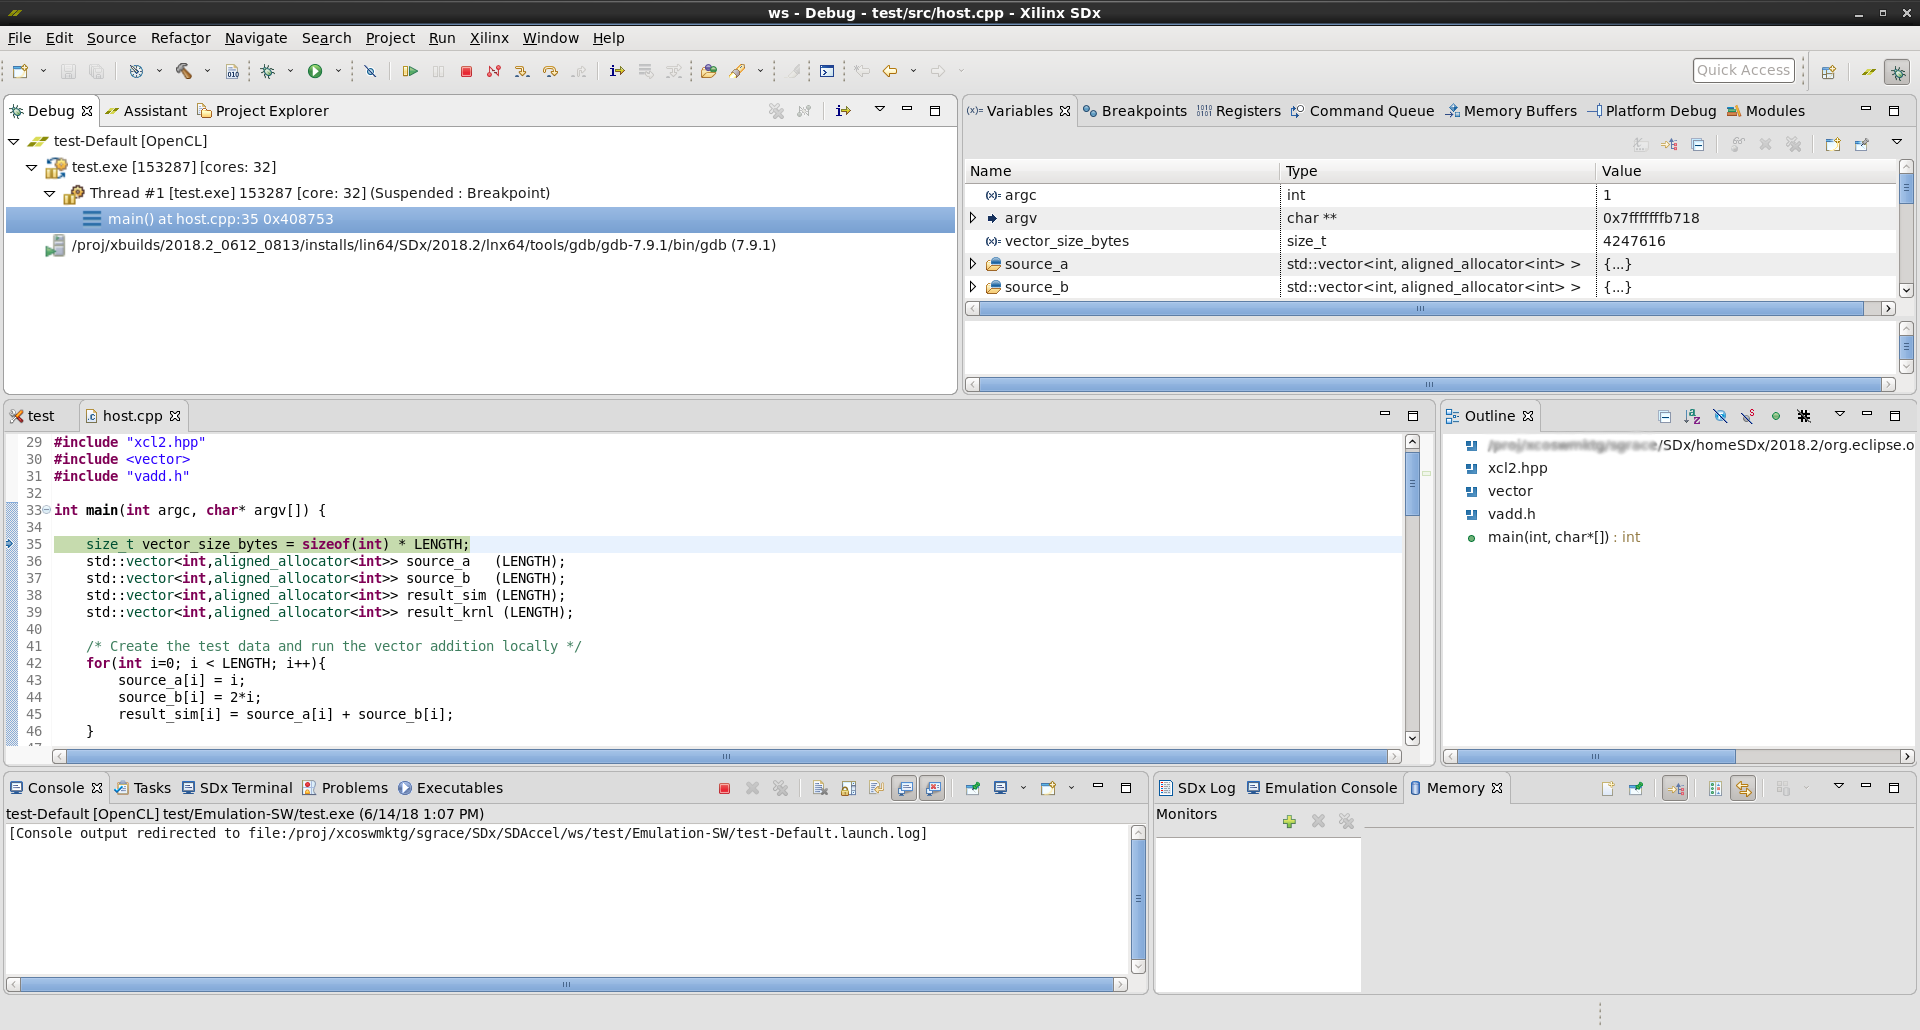 ws - Debug - test/src/host.cpp - Xilinx SDx
File Edit Source Refactor Navigate Search Project Run Xilinx Window Help
Quick Access
Debug Assistant Project Explorer
test-Default [OpenCL]
test.exe [153287] [cores: 32]
Thread #1 [test.exe] 153287 [core: 32] (Suspended : Breakpoint)
main() at host.cpp:35 0x408753
/proj/xbuilds/2018.2_0612_0813/installs/lin64/SDx/2018.2/lnx64/tools/gdb/gdb-7.9.1/bin/gdb (7.9.1)
(x)= Variables Breakpoints 1010 0101 Registers Command Queue Memory Buffers Platform Debug Modules
Name Type Value
(x)= argc int 1
argv char ** 0x7fffffffb718
(x)= vector_size_bytes size_t 4247616
source_a std::vector<int, aligned_allocator<int> > {...}
source_b std::vector<int, aligned_allocator<int> > {...}
test host.cpp
29 #include "xcl2.hpp"
30 #include <vector>
31 #include "vadd.h"
32
33 int main(int argc, char* argv[]) {
34
35 size_t vector_size_bytes = sizeof(int) * LENGTH;
36 std::vector<int,aligned_allocator<int>> source_a (LENGTH);
37 std::vector<int,aligned_allocator<int>> source_b (LENGTH);
38 std::vector<int,aligned_allocator<int>> result_sim (LENGTH);
39 std::vector<int,aligned_allocator<int>> result_krnl (LENGTH);
40
41 /* Create the test data and run the vector addition locally */
42 for(int i=0; i < LENGTH; i++){
43 source_a[i] = i;
44 source_b[i] = 2*i;
45 result_sim[i] = source_a[i] + source_b[i];
46 }
Outline
/SDx/homeSDx/2018.2/org.eclipse.o
xcl2.hpp
vector
vadd.h
main(int, char*[]) : int
Console Tasks SDx Terminal Problems Executables
test-Default [OpenCL] test/Emulation-SW/test.exe (6/14/18 1:07 PM)
[Console output redirected to file:/proj/xcoswmktg/sgrace/SDx/SDAccel/ws/test/Emulation-SW/test-Default.launch.log]
SDx Log Emulation Console Memory
Monitors